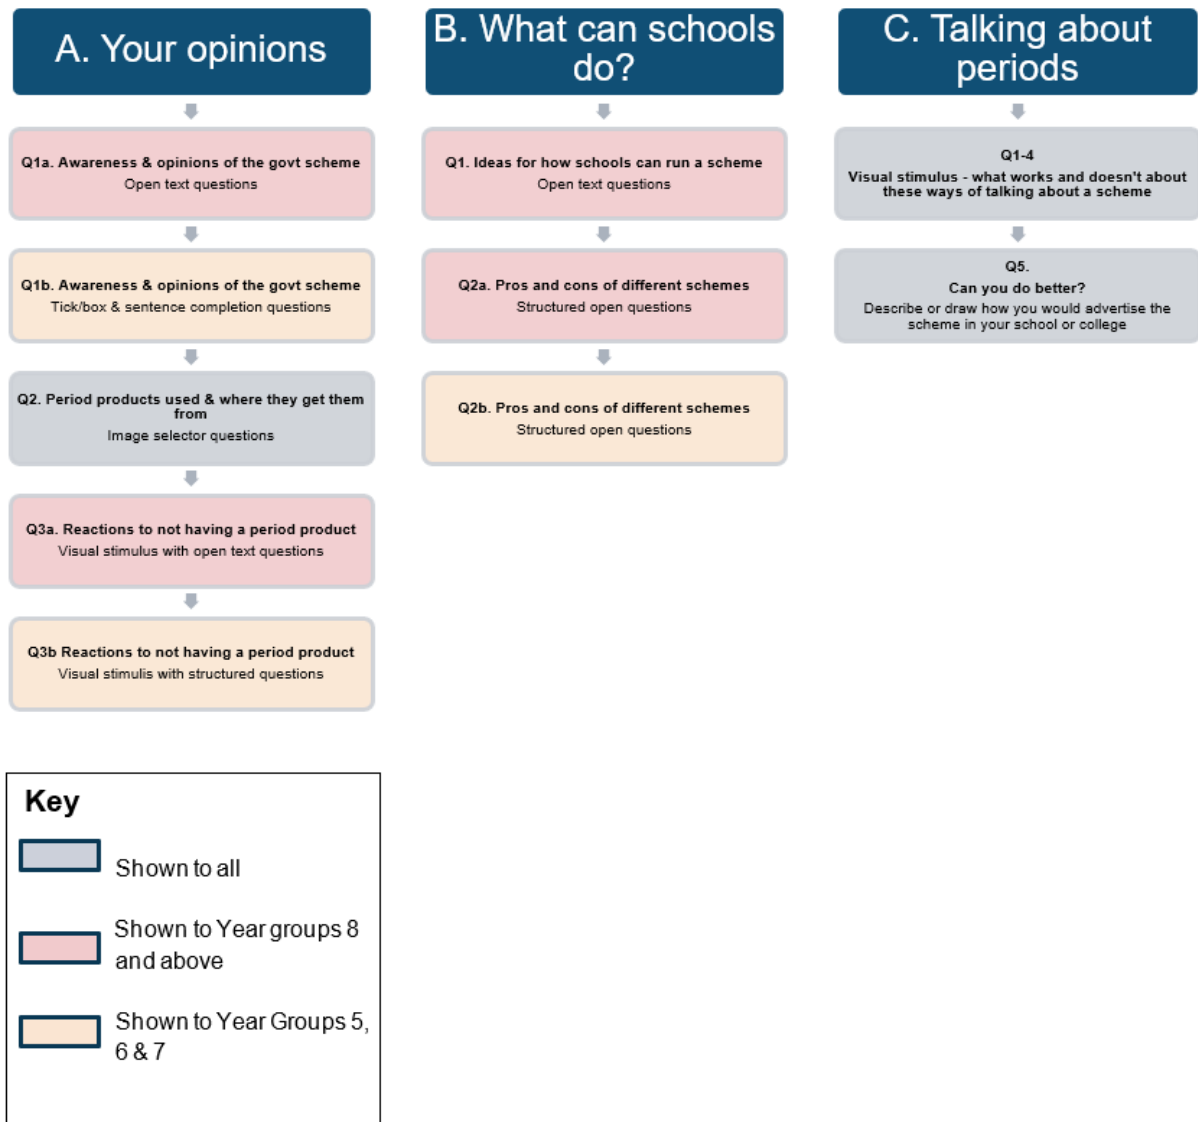 A. Your opinions
Q1a. Awareness & opinions of the govt scheme
Open text questions
Q1b. Awareness & opinions of the govt scheme
Tick/box & sentence completion questions
Q2. Period products used & where they get them
from
Image selector questions
Q3a. Reactions to not having a period product
Visual stimulus with open text questions
Q3b Reactions to not having a period product
Visual stimulis with structured questions
B. What can schools
do?
Q1. Ideas for how schools can run a scheme
Open text questions
Q2a. Pros and cons of different schemes
Structured open questions
Q2b. Pros and cons of different schemes
Structured open questions
C. Talking about
periods
Q1-4
Visual stimulus - what works and doesn't about
these ways of talking about a scheme
Q5.
Can you do better?
Describe or draw how you would advertise the
scheme in your school or college
Key
Shown to all
Shown to Year groups 8
and above
Shown to Year Groups 5,
6 & 7